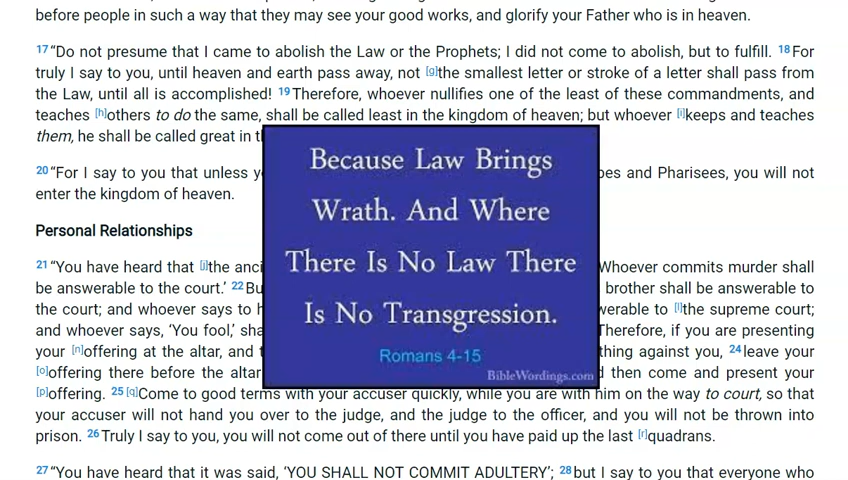 before people in such a way that they may see your good works, and glorify your Father who is in heaven.
17 “Do not presume that I came to abolish the Law or the Prophets; I did not come to abolish, but to fulfill. 18 For
truly I say to you, until heaven and earth pass away, not [g]the smallest letter or stroke of a letter shall pass from
the Law, until all is accomplished! 19 Therefore, whoever nullifies one of the least of these commandments, and
teaches [h]others to do the same, shall be called least in the kingdom of heaven; but whoever [i]keeps and teaches
them, he shall be called great in
20 “For I say to you that unless and Pharisees, you will not
enter the kingdom of heaven.
Personal Relationships
21 “You have heard that [j]the Whoever commits murder shall
be answerable to the court.’ 22 brother shall be answerable to
the court; and whoever says to [l]the supreme court;
and whoever says, ‘You fool,’ Therefore, if you are presenting
your [n]offering at the altar, and against you, 24 leave your
[o]offering there before the altar then come and present your
[p]offering. 25 [q]Come to good terms with your accuser quickly, while you are with him on the way to court, so that
your accuser will not hand you over to the judge, and the judge to the officer, and you will not be thrown into
prison. 26 Truly I say to you, you will not come out of there until you have paid up the last [r]quadrans.
27 “You have heard that it was said, ‘YOU SHALL NOT COMMIT ADULTERY’; 28 but I say to you that everyone who
Because Law Brings
Wrath. And Where
There Is No Law There
Is No Transgression.
Romans 4-15
BibleWordings.com